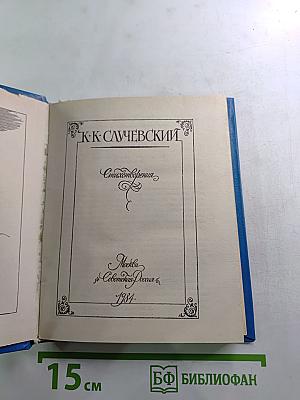 К·К·СЛУЧЕВСКИЙ
Стихотворения
Москва
«Советская Россия»
·1984·
15 см
БФ БИБЛИОФАН